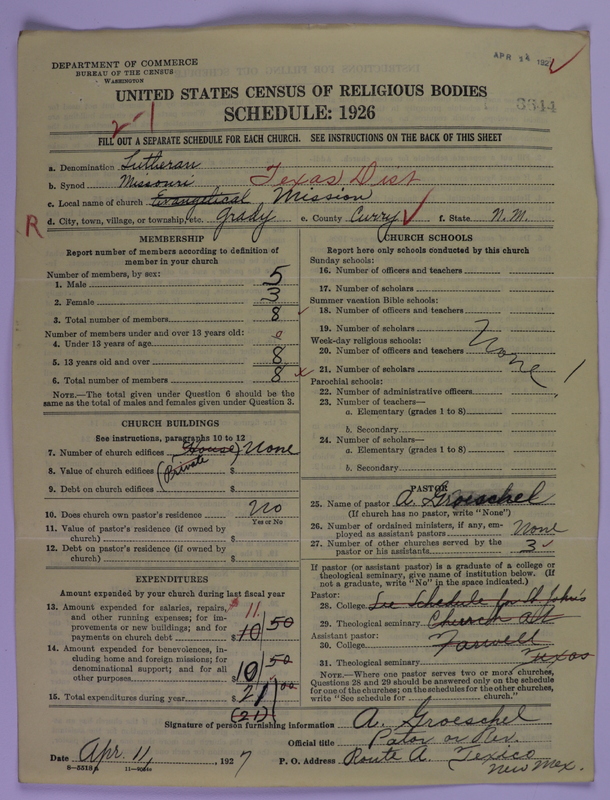 DEPARTMENT OF COMMERCE
BUREAU OF THE CENSUS
WASHINGTON
APR 14 1927
UNITED STATES CENSUS OF RELIGIOUS BODIES
SCHEDULE: 1926
2-1
FILL OUT A SEPARATE SCHEDULE FOR EACH CHURCH. SEE INSTRUCTIONS ON THE BACK OF THIS SHEET
a. Denomination Lutheran
b. Synod Missouri Texas Dist
c. Local name of church Evangelical Mission
R
d. City, town, village, or township, etc. Grady e. County Curry f. State N. M.
MEMBERSHIP
Report number of members according to definition of
member in your church
Number of members, by sex:
1. Male 5
2. Female 3
3. Total number of members 8
Number of members under and over 13 years old:
4. Under 13 years of age
5. 13 years old and over 8
6. Total number of members 8 x
NOTE.—The total given under Question 6 should be the
same as the total of males and females given under Question 3.
CHURCH BUILDINGS
See instructions, paragraphs 10 to 12
7. Number of church edifices House) None
8. Value of church edifices (Private $
9. Debt on church edifices $
10. Does church own pastor's residence No
Yes or No
11. Value of pastor's residence (if owned by
church) $
12. Debt on pastor's residence (if owned by
church) $
EXPENDITURES
Amount expended by your church during last fiscal year
13. Amount expended for salaries, repairs, $ 11
and other running expenses; for im-
provements or new buildings; and for
payments on church debt $ 10 50
14. Amount expended for benevolences, in-
cluding home and foreign missions; for
denominational support; and for all
other purposes $ 10 50
15. Total expenditures during year $ 21 00
(21)
CHURCH SCHOOLS
Report here only schools conducted by this church
Sunday schools:
16. Number of officers and teachers
17. Number of scholars
Summer vacation Bible schools:
18. Number of officers and teachers
19. Number of scholars
Week-day religious schools:
20. Number of officers and teachers None!
21. Number of scholars
Parochial schools:
22. Number of administrative officers
23. Number of teachers—
a. Elementary (grades 1 to 8)
b. Secondary
24. Number of scholars—
a. Elementary (grades 1 to 8)
b. Secondary
PASTOR
25. Name of pastor A. Groeschel
(If church has no pastor, write "None")
26. Number of ordained ministers, if any, em-
ployed as assistant pastors None
27. Number of other churches served by the
pastor or his assistants 3
If pastor (or assistant pastor) is a graduate of a college or
theological seminary, give name of institution below. (If
not a graduate, write "No" in the space indicated.)
Pastor:
28. College See Schedule for St John's
29. Theological seminary Church at
Assistant pastor:
30. College Farwell
31. Theological seminary Texas
NOTE.—Where one pastor serves two or more churches,
Questions 28 and 29 should be answered only on the schedule
for one of the churches; on the schedules for the other churches,
write "See schedule for church."
Signature of person furnishing information A. Groeschel
Official title Pator or Rev.
Date Apr. 11, 1927 P. O. Address Route A. Texico
New Mex.